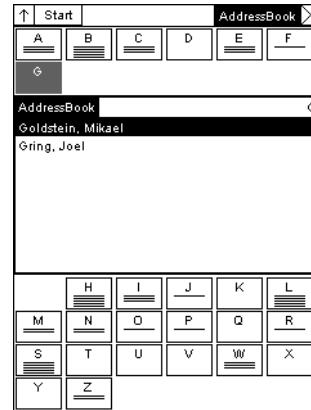 ↑ Start AddressBook
A B C D E F
G
AddressBook
Goldstein, Mikael
Gring, Joel
H I J K L
M N O P Q R
S T U V W X
Y Z